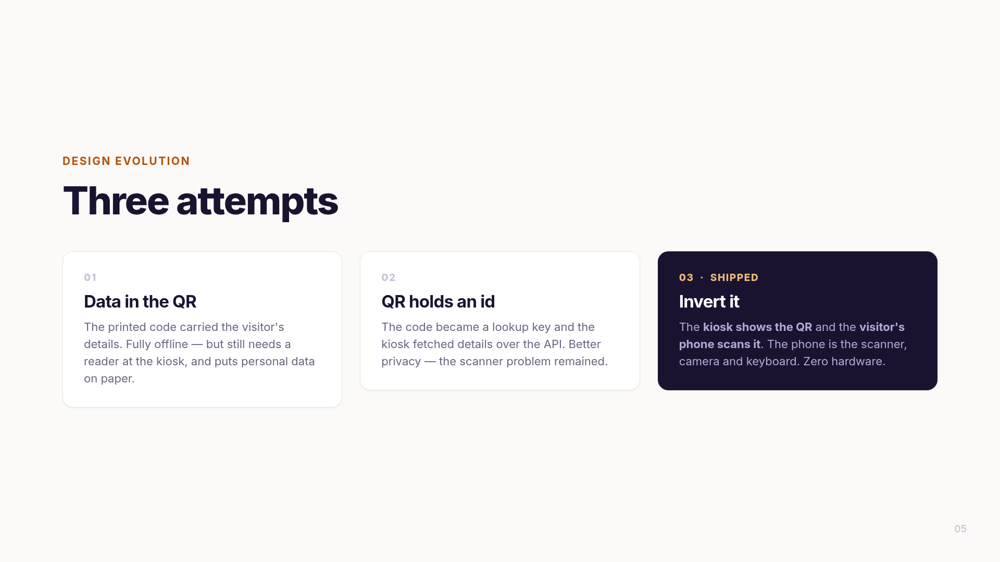 DESIGN EVOLUTION
Three attempts
01
Data in the QR
The printed code carried the visitor's
details. Fully offline — but still needs a
reader at the kiosk, and puts personal data
on paper.
02
QR holds an id
The code became a lookup key and the
kiosk fetched details over the API. Better
privacy — the scanner problem remained.
03 · SHIPPED
Invert it
The kiosk shows the QR and the visitor's
phone scans it. The phone is the scanner,
camera and keyboard. Zero hardware.
05